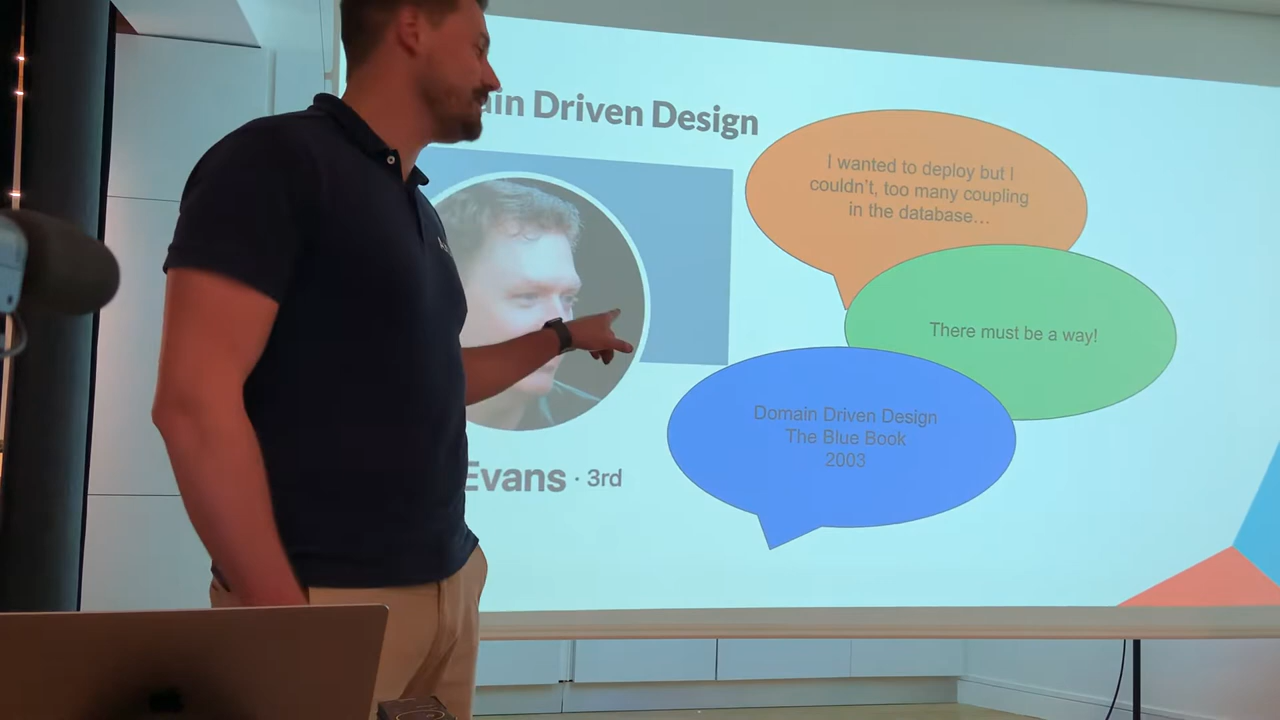 ain Driven Design
I wanted to deploy but I
couldn't, too many coupling
in the database...
There must be a way!
Domain Driven Design
The Blue Book
2003
Evans · 3rd